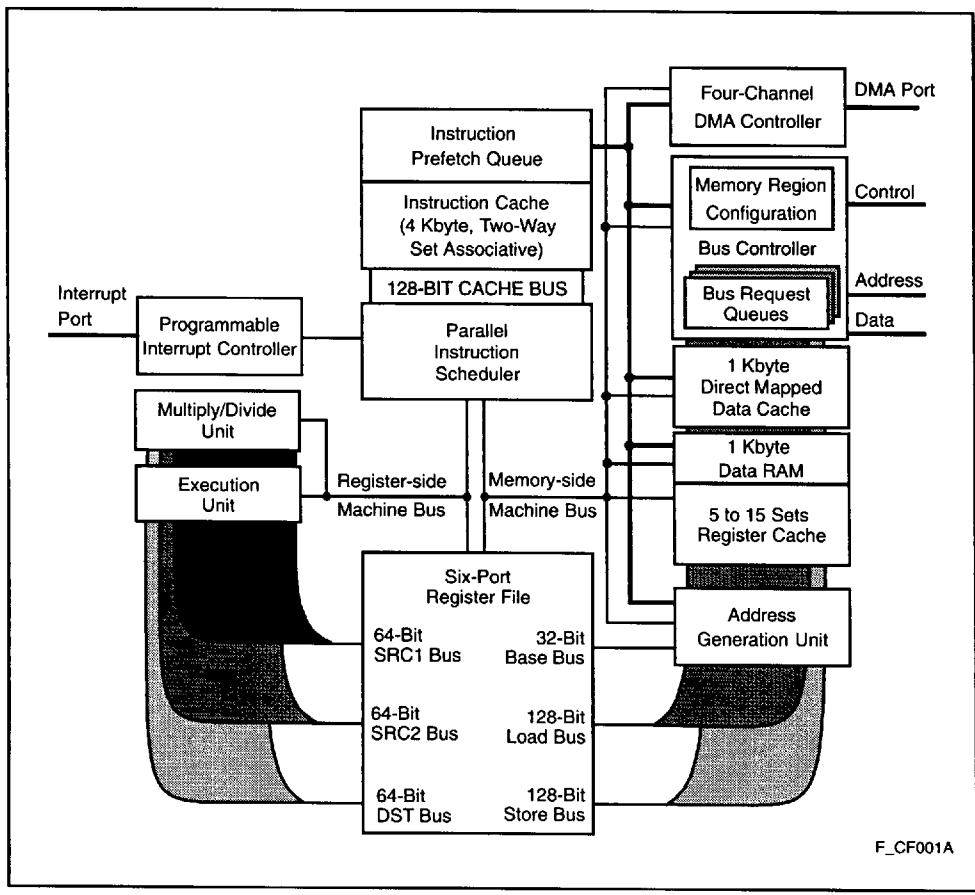 Four-Channel
DMA Controller
DMA Port
Instruction
Prefetch Queue
Instruction Cache
(4 Kbyte, Two-Way
Set Associative)
128-BIT CACHE BUS
Memory Region
Configuration
Control
Bus Controller
Bus Request
Queues
Address
Data
Interrupt
Port
Programmable
Interrupt Controller
Parallel
Instruction
Scheduler
1 Kbyte
Direct Mapped
Data Cache
Multiply/Divide
Unit
1 Kbyte
Data RAM
Execution
Unit
Register-side
Machine Bus
Memory-side
Machine Bus
5 to 15 Sets
Register Cache
Six-Port
Register File
Address
Generation Unit
64-Bit
SRC1 Bus
32-Bit
Base Bus
64-Bit
SRC2 Bus
128-Bit
Load Bus
64-Bit
DST Bus
128-Bit
Store Bus
F_CF001A